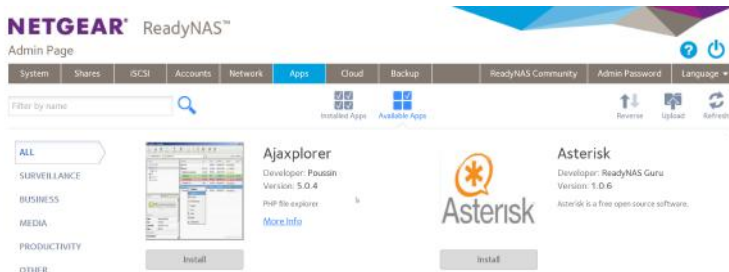 NETGEAR® ReadyNAS™
Admin Page
System Shares iSCSI Accounts Network Apps Cloud Backup ReadyNAS Community Admin Password Language
Filter by name
Installed Apps Available Apps Reverse Upload Refresh
ALL
SURVEILLANCE
BUSINESS
MEDIA
PRODUCTIVITY
OTHER
Ajaxplorer
Developer: Poussin
Version: 5.0.4
PHP file explorer
More Info
Install
Asterisk
Asterisk
Developer: ReadyNAS Guru
Version: 1.0.6
Asterisk is a free open source software.
Install